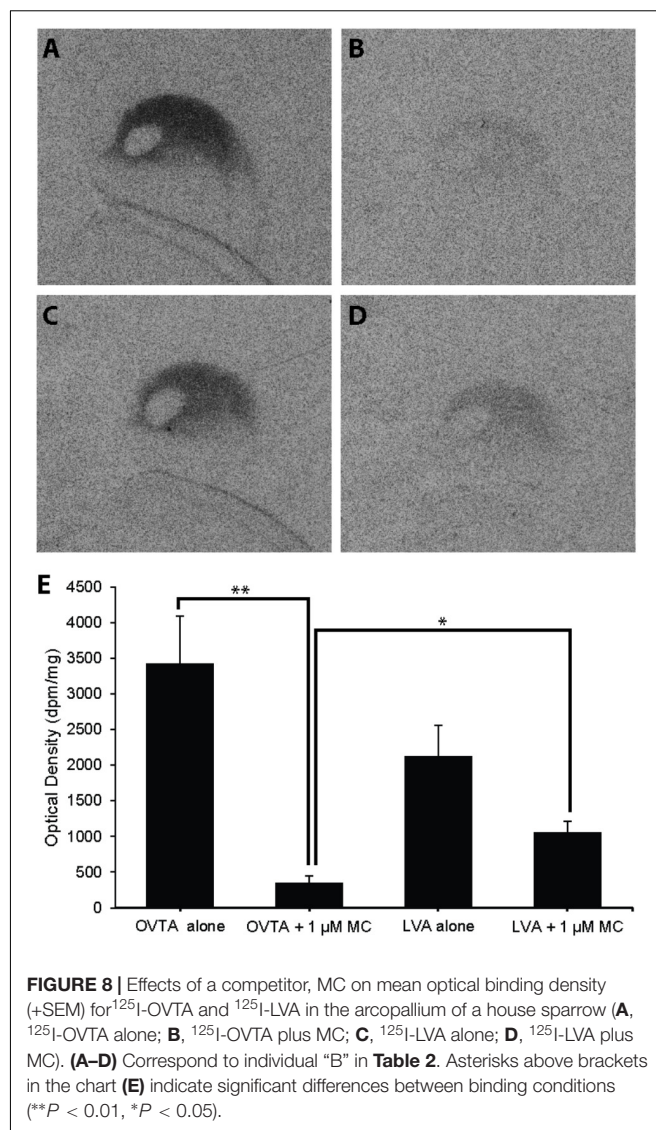 A
B
C
D
E
4500
4000
3500
3000
2500
2000
1500
1000
500
0
Optical Density (dpm/mg)
**
*
OVTA alone
OVTA + 1 µM MC
LVA alone
LVA + 1 µM MC
FIGURE 8 | Effects of a competitor, MC on mean optical binding density
(+SEM) for¹²⁵I-OVTA and ¹²⁵I-LVA in the arcopallium of a house sparrow (A,
¹²⁵I-OVTA alone; B, ¹²⁵I-OVTA plus MC; C, ¹²⁵I-LVA alone; D, ¹²⁵I-LVA plus
MC). (A–D) Correspond to individual “B” in Table 2. Asterisks above brackets
in the chart (E) indicate significant differences between binding conditions
(**P < 0.01, *P < 0.05).